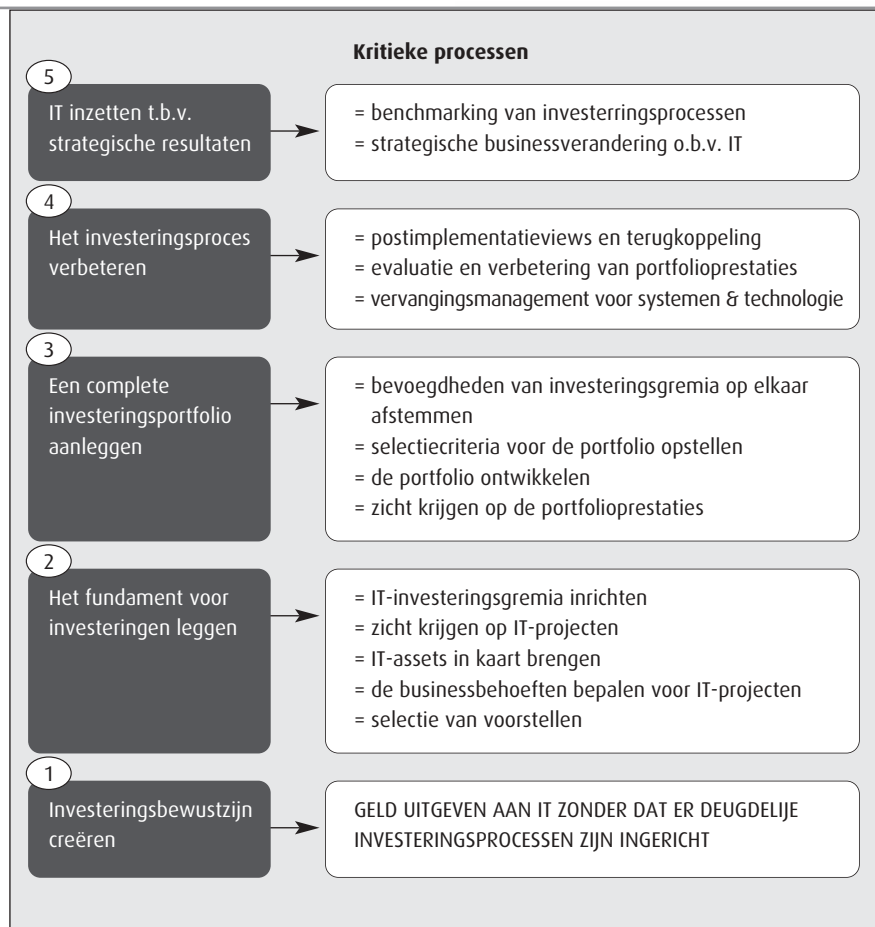 Kritieke processen
5
IT inzetten t.b.v.
strategische resultaten
= benchmarking van investerringsprocessen
= strategische businessverandering o.b.v. IT
4
Het investeringsproces
verbeteren
= postimplementatieviews en terugkoppeling
= evaluatie en verbetering van portfolioprestaties
= vervangingsmanagement voor systemen & technologie
3
Een complete
investeringsportfolio
aanleggen
= bevoegdheden van investeringsgremia op elkaar
afstemmen
= selectiecriteria voor de portfolio opstellen
= de portfolio ontwikkelen
= zicht krijgen op de portfolioprestaties
2
Het fundament voor
investeringen leggen
= IT-investeringsgremia inrichten
= zicht krijgen op IT-projecten
= IT-assets in kaart brengen
= de businessbehoeften bepalen voor IT-projecten
= selectie van voorstellen
1
Investeringsbewustzijn
creëren
GELD UITGEVEN AAN IT ZONDER DAT ER DEUGDELIJE
INVESTERINGSPROCESSEN ZIJN INGERICHT